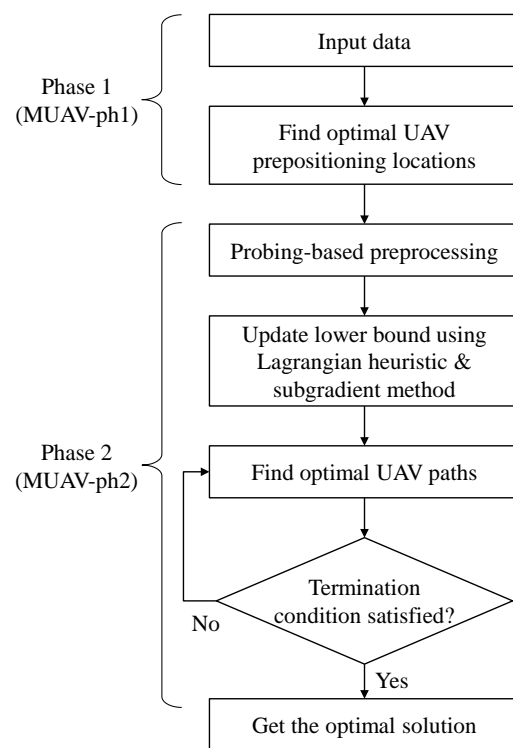 Input data
Phase 1
(MUAV-ph1)
Find optimal UAV
prepositioning locations
Probing-based preprocessing
Update lower bound using
Lagrangian heuristic &
subgradient method
Phase 2
(MUAV-ph2)
Find optimal UAV paths
Termination
condition satisfied?
No
Yes
Get the optimal solution